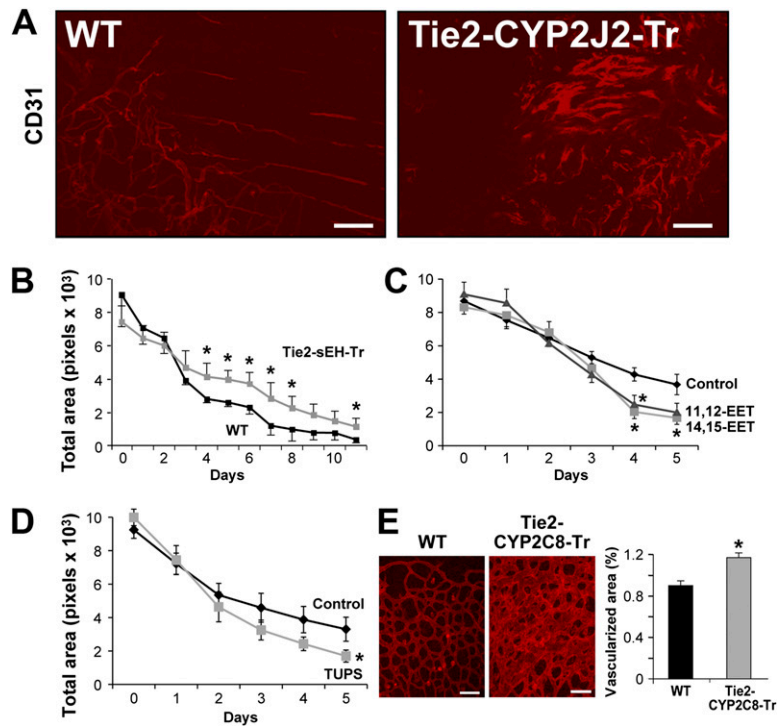 A
WT
Tie2-CYP2J2-Tr
CD31
B
Total area (pixels x 10³)
10
8
6
4
2
0
Tie2-sEH-Tr
* * * * * *
WT
0 2 4 6 8 10
Days
C
10
8
6
4
2
0
Control
11,12-EET
14,15-EET
*
* *
0 1 2 3 4 5
Days
D
Total area (pixels x 10³)
10
8
6
4
2
0
Control
*
TUPS
0 1 2 3 4 5
Days
E
WT
Tie2-
CYP2C8-Tr
Vascularized area (%)
1.2
0.8
0.4
0
*
WT
Tie2-
CYP2C8-Tr